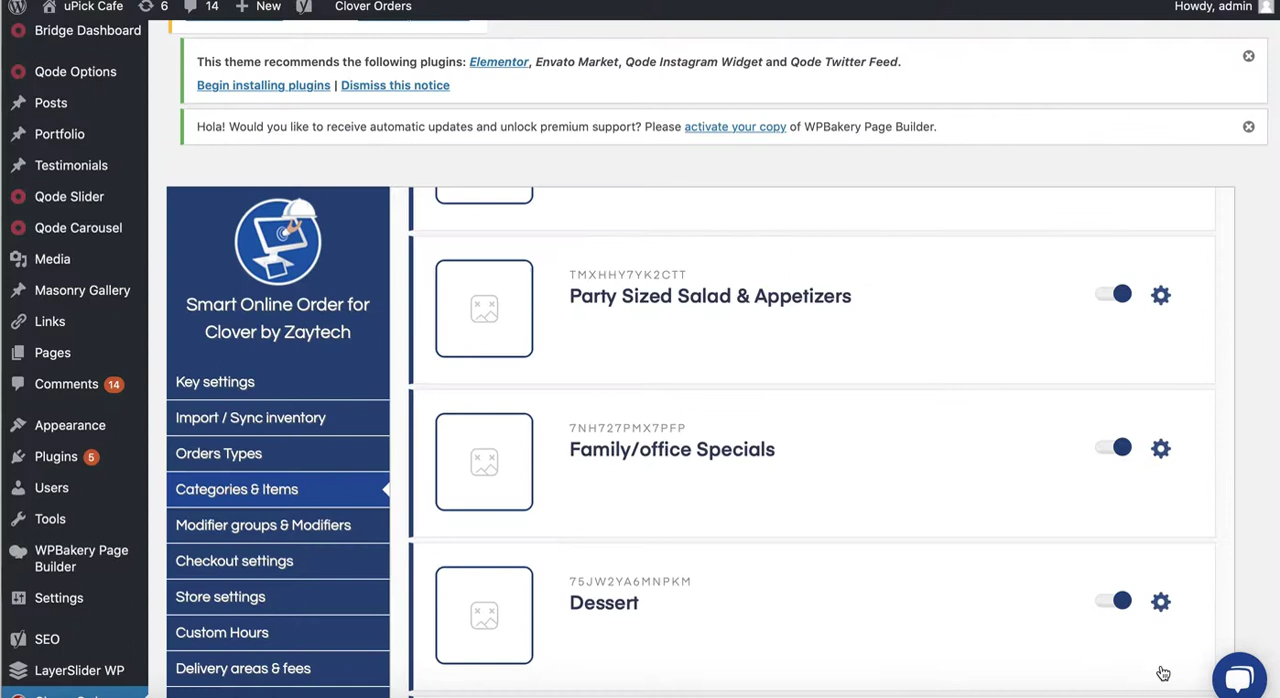 uPick Cafe 6 14 New Clover Orders Howdy, admin
Bridge Dashboard
Qode Options
Posts
Portfolio
Testimonials
Qode Slider
Qode Carousel
Media
Masonry Gallery
Links
Pages
Comments 14
Appearance
Plugins 5
Users
Tools
WPBakery Page
Builder
Settings
SEO
LayerSlider WP
This theme recommends the following plugins: Elementor, Envato Market, Qode Instagram Widget and Qode Twitter Feed.
Begin installing plugins | Dismiss this notice
Hola! Would you like to receive automatic updates and unlock premium support? Please activate your copy of WPBakery Page Builder.
Smart Online Order for
Clover by Zaytech
Key settings
Import / Sync inventory
Orders Types
Categories & Items
Modifier groups & Modifiers
Checkout settings
Store settings
Custom Hours
Delivery areas & fees
TMXHHY7YK2CTT
Party Sized Salad & Appetizers
7NH727PMX7PFP
Family/office Specials
75JW2YA6MNPKM
Dessert